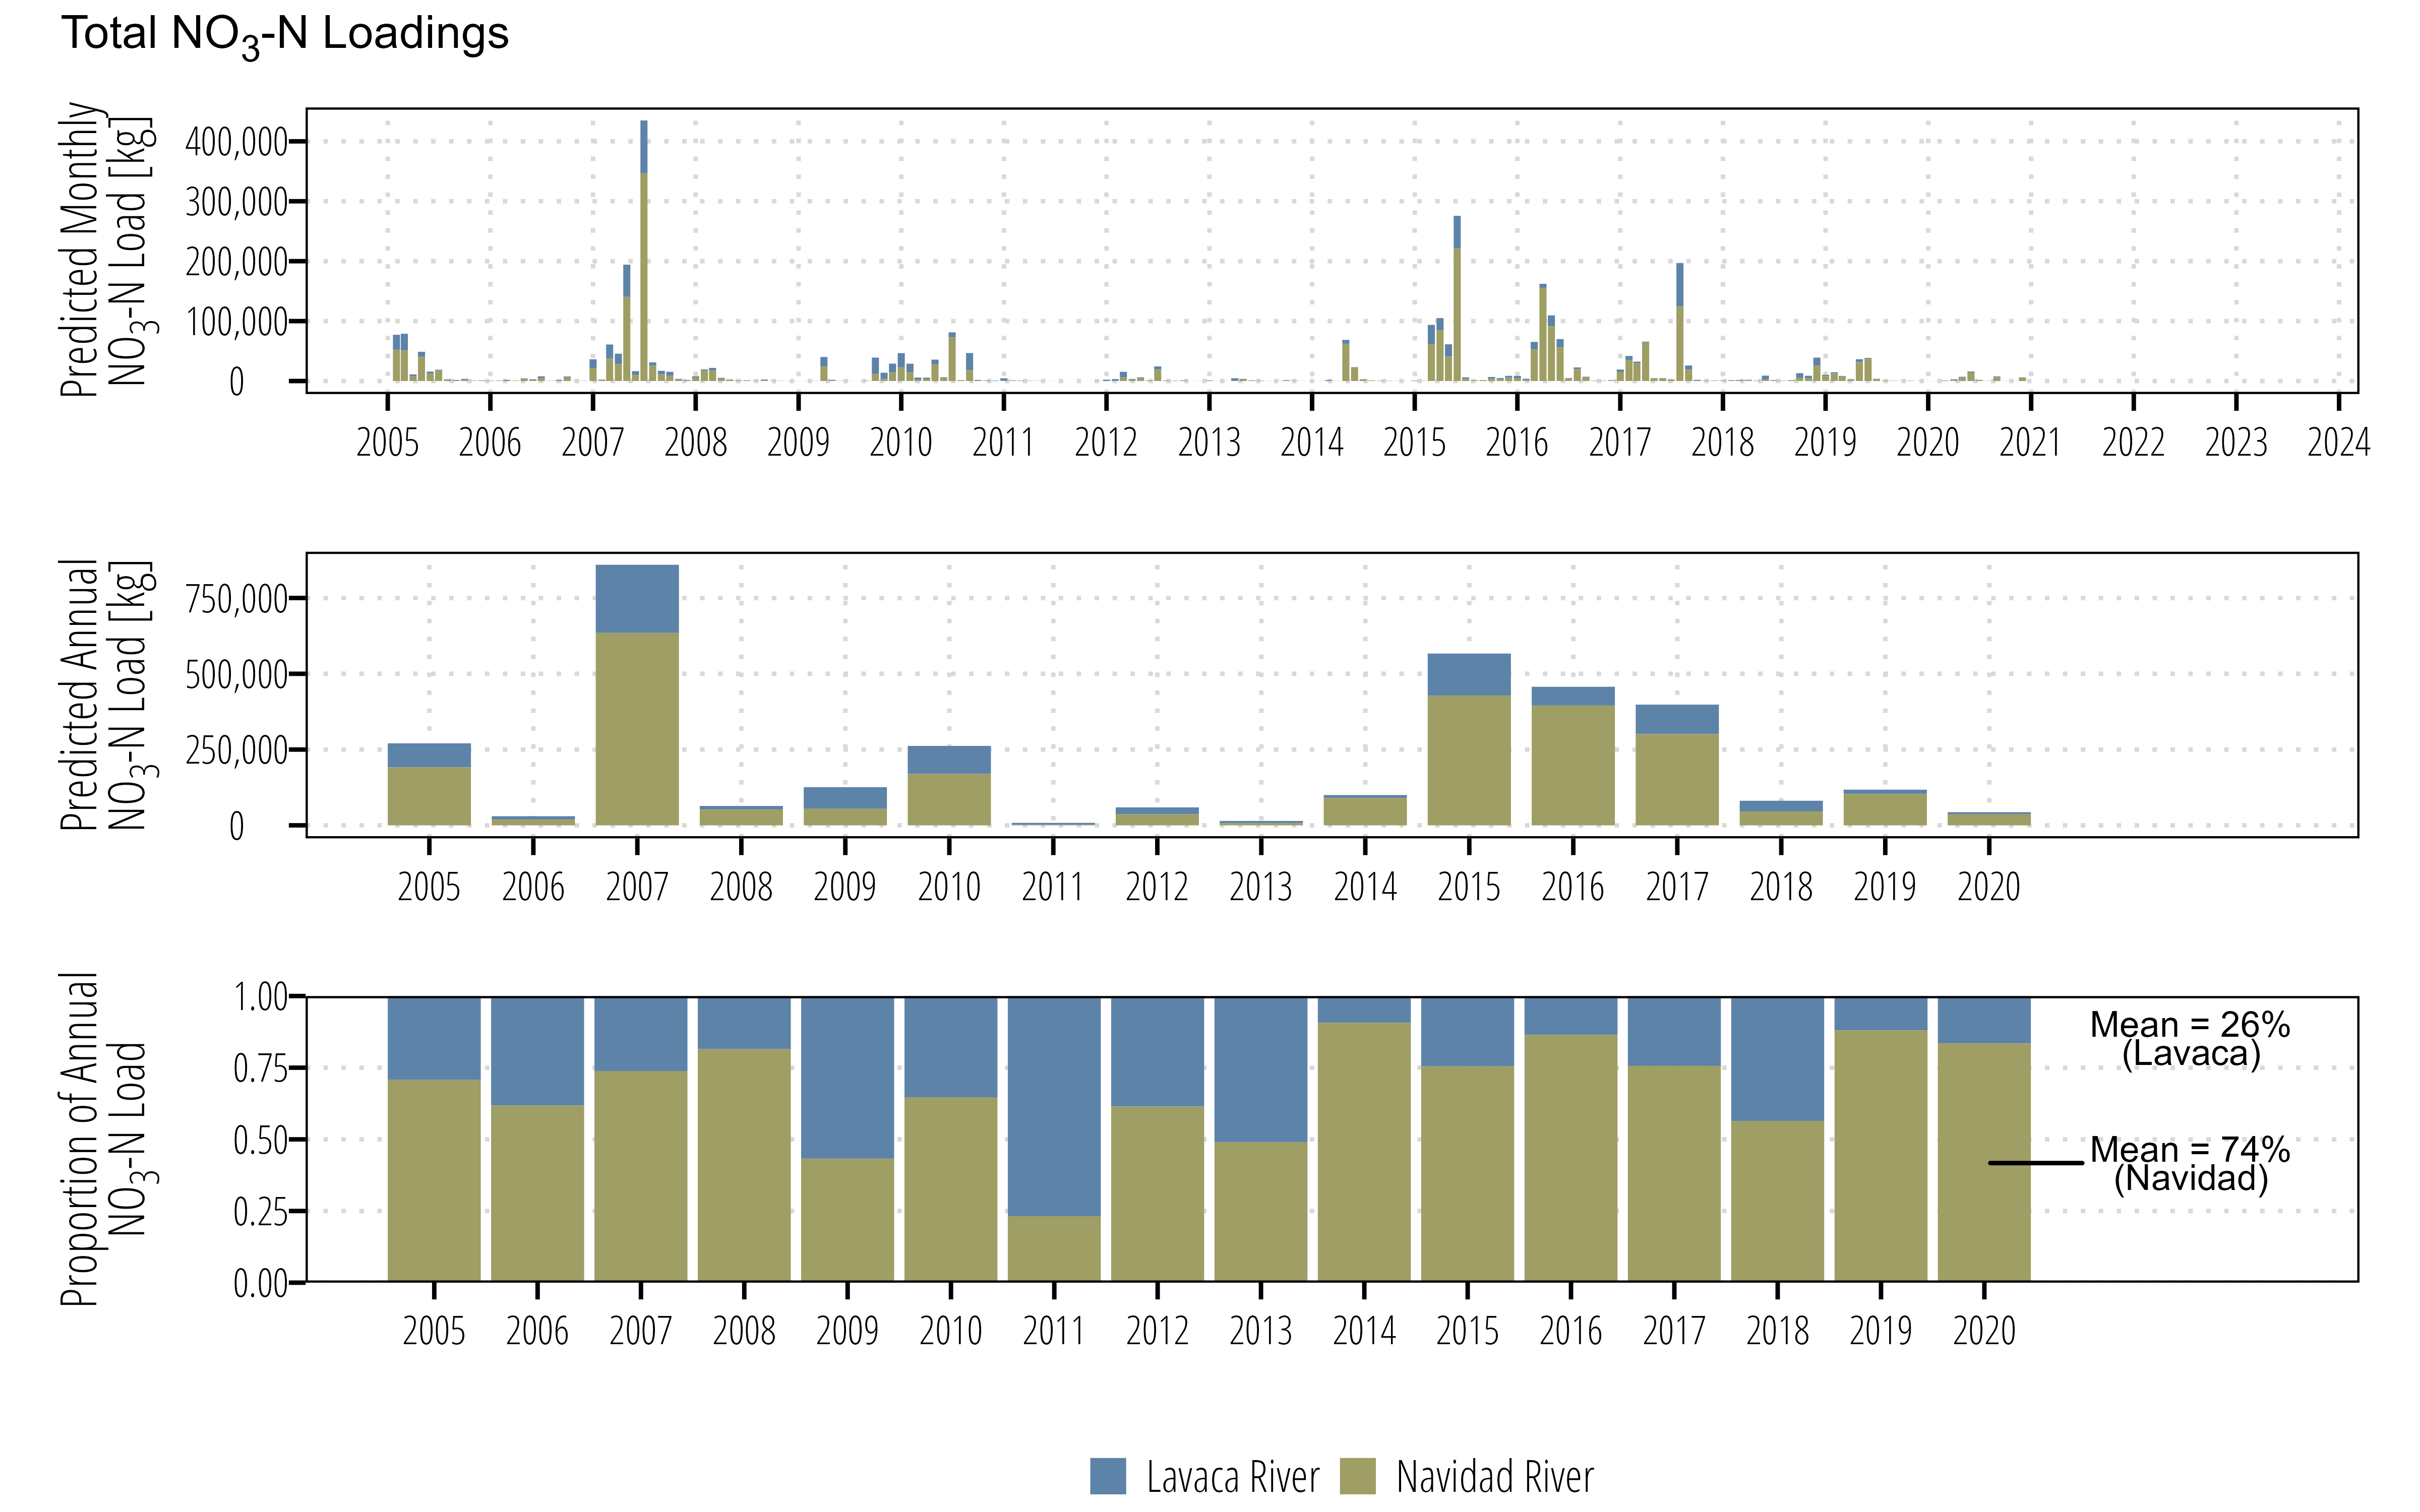 Total NO3-N Loadings
Predicted Monthly
NO3-N Load [kg]
400,000
300,000
200,000
100,000
0
2005 2006 2007 2008 2009 2010 2011 2012 2013 2014 2015 2016 2017 2018 2019 2020 2021 2022 2023 2024
Predicted Annual
NO3-N Load [kg]
750,000
500,000
250,000
0
2005 2006 2007 2008 2009 2010 2011 2012 2013 2014 2015 2016 2017 2018 2019 2020
Proportion of Annual
NO3-N Load
1.00
0.75
0.50
0.25
0.00
Mean = 26%
(Lavaca)
Mean = 74%
(Navidad)
2005 2006 2007 2008 2009 2010 2011 2012 2013 2014 2015 2016 2017 2018 2019 2020
Lavaca River Navidad River